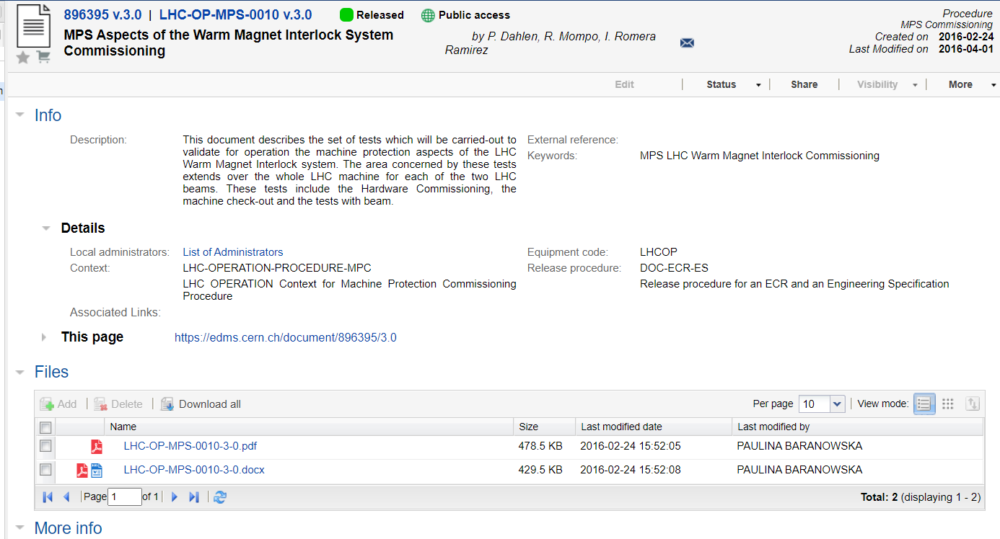 896395 v.3.0 | LHC-OP-MPS-0010 v.3.0
Released
Public access
Procedure
MPS Commissioning
MPS Aspects of the Warm Magnet Interlock System
Commissioning
by P. Dahlen, R. Mompo, I. Romera
Ramirez
Created on 2016-02-24
Last Modified on 2016-04-01
Edit | Status | Share | Visibility | More
Info
Description:
This document describes the set of tests which will be carried-out to
validate for operation the machine protection aspects of the LHC
Warm Magnet Interlock system. The area concerned by these tests
extends over the whole LHC machine for each of the two LHC
beams. These tests include the Hardware Commissioning, the
machine check-out and the tests with beam.
External reference:
Keywords: MPS LHC Warm Magnet Interlock Commissioning
Details
Local administrators: List of Administrators
Context: LHC-OPERATION-PROCEDURE-MPC
LHC OPERATION Context for Machine Protection Commissioning
Procedure
Associated Links:
Equipment code: LHCOP
Release procedure: DOC-ECR-ES
Release procedure for an ECR and an Engineering Specification
This page https://edms.cern.ch/document/896395/3.0
Files
Add | Delete | Download all
Per page 10 | View mode:
Name Size Last modified date Last modified by
LHC-OP-MPS-0010-3-0.pdf 478.5 KB 2016-02-24 15:52:05 PAULINA BARANOWSKA
LHC-OP-MPS-0010-3-0.docx 429.5 KB 2016-02-24 15:52:08 PAULINA BARANOWSKA
Page 1 of 1
Total: 2 (displaying 1 - 2)
More info